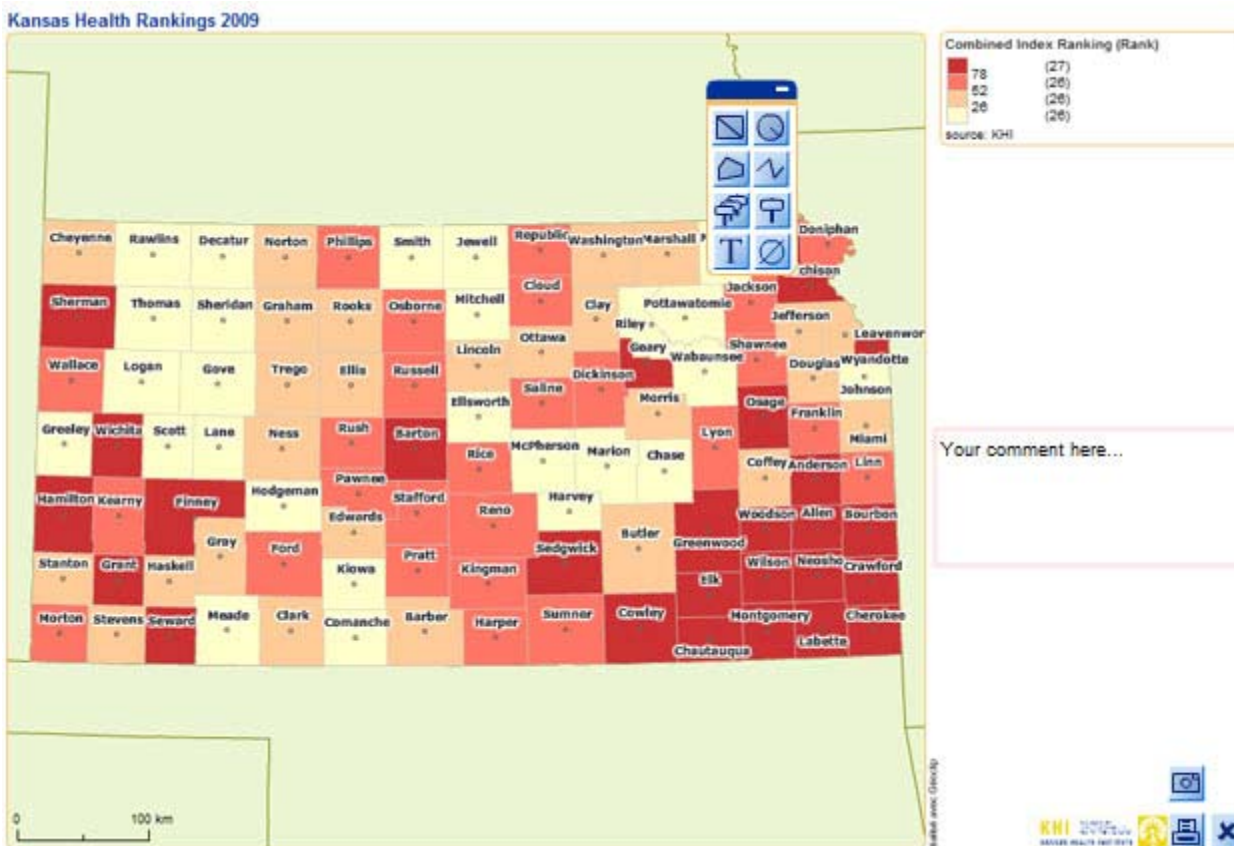 Kansas Health Rankings 2009
Combined Index Ranking (Rank)
78 (27)
52 (26)
26 (26)
(26)
source: KHI
T
Cheyenne Rawlins Decatur Norton Phillips Smith Jewell Republic Washington Marshall Doniphan
chison
Sherman Thomas Sheridan Graham Rooks Osborne Mitchell Cloud Clay Riley Pottawatomie Jackson Jefferson Leavenwor
Wallace Logan Gove Trego Ellis Russell Lincoln Ottawa Geary Wabaunsee Shawnee Douglas Wyandotte
Johnson
Ellsworth Saline Dickinson Morris Osage Franklin Miami
Greeley Wichita Scott Lane Ness Rush Barton Rice McPherson Marion Chase Lyon Coffey Anderson Linn
Hamilton Kearny Finney Hodgeman Pawnee Stafford Reno Harvey
Gray Ford Edwards Sedgwick Butler Greenwood Woodson Allen Bourbon
Stanton Grant Haskell Kiowa Pratt Kingman Elk Wilson Neosho Crawford
Morton Stevens Seward Meade Clark Comanche Barber Harper Sumner Cowley Chautauqua Montgomery Labette Cherokee
Your comment here...
0 100 km
KHI
KANSAS HEALTH INSTITUTE